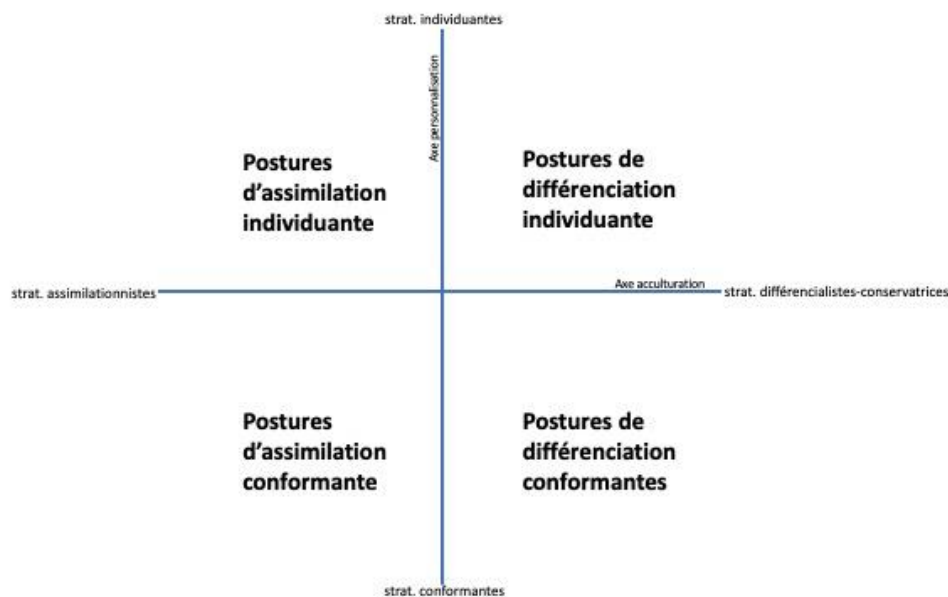 strat. individuantes
Axe personnalisation
Postures
d'assimilation
individuante
Postures de
différenciation
individuante
strat. assimilationnistes
Axe acculturation
strat. différencialistes-conservatrices
Postures
d'assimilation
conformante
Postures de
différenciation
conformantes
strat. conformantes